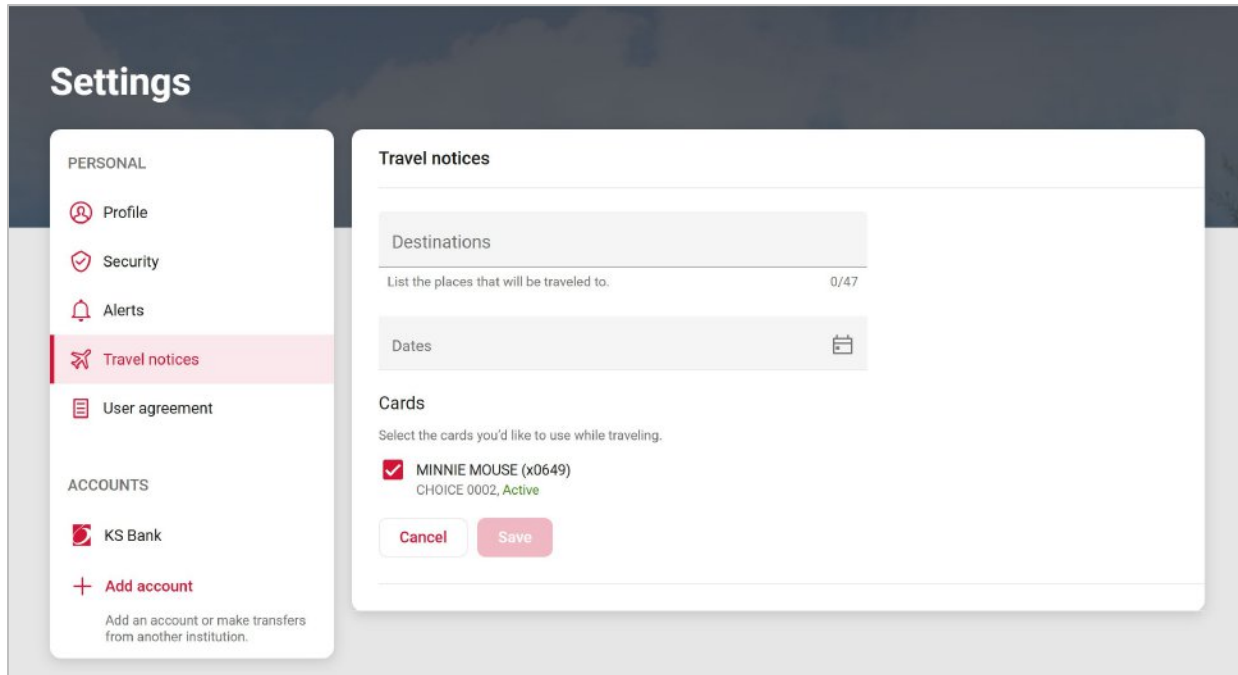 Settings
PERSONAL
Profile
Security
Alerts
Travel notices
User agreement
ACCOUNTS
KS Bank
Add account
Add an account or make transfers
from another institution.
Travel notices
Destinations
List the places that will be traveled to.
0/47
Dates
Cards
Select the cards you'd like to use while traveling.
MINNIE MOUSE (x0649)
CHOICE 0002, Active
Cancel
Save